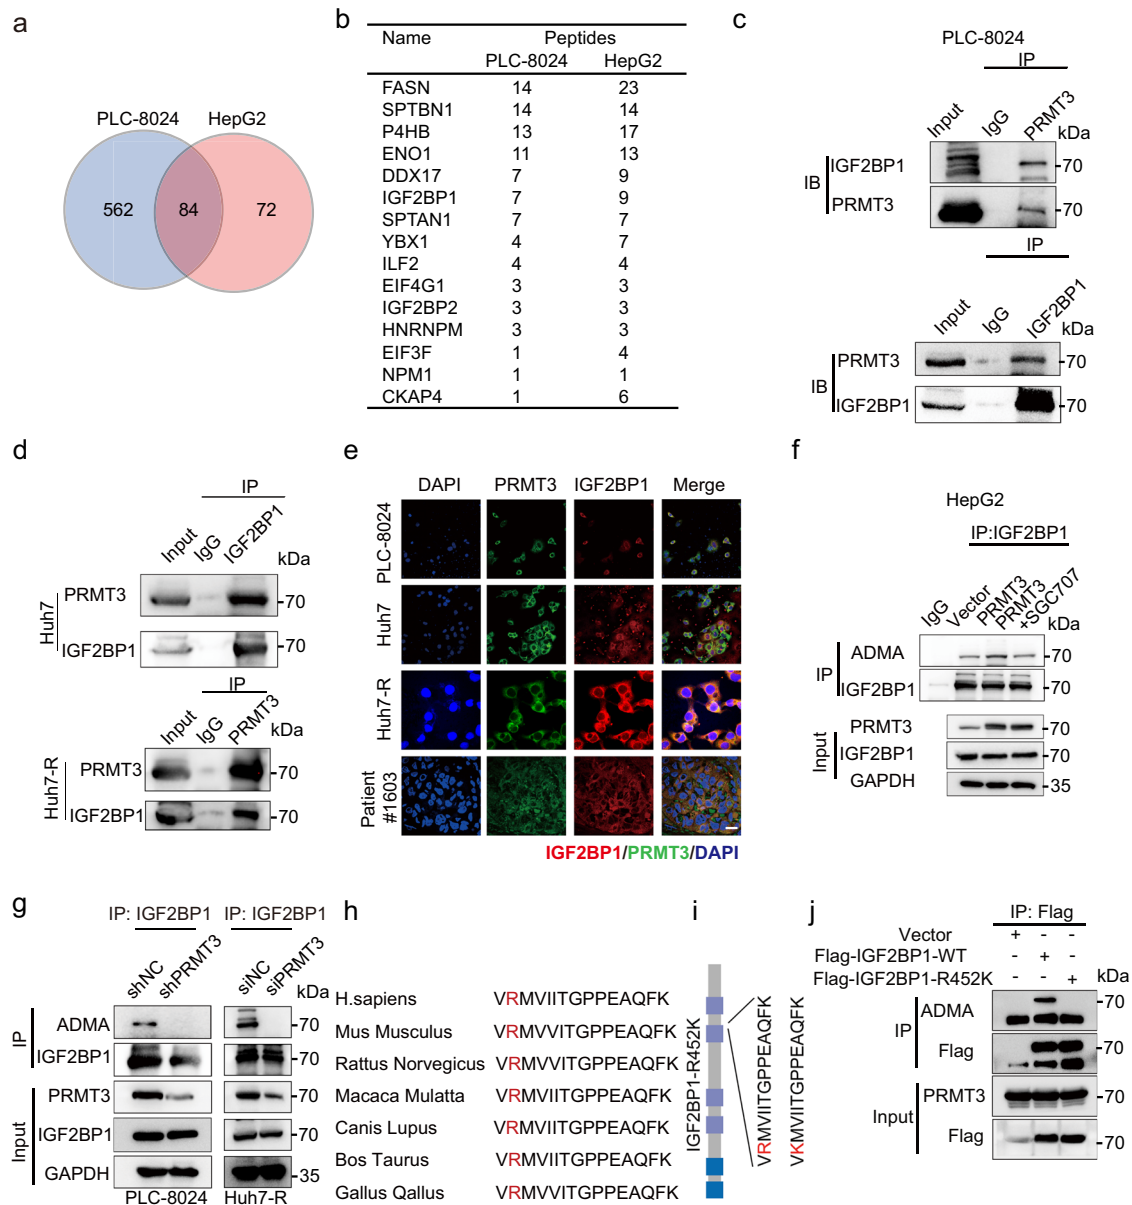 a
PLC-8024 HepG2
562 84 72
b
Name Peptides
PLC-8024 HepG2
FASN 14 23
SPTBN1 14 14
P4HB 13 17
ENO1 11 13
DDX17 7 9
IGF2BP1 7 9
SPTAN1 7 7
YBX1 4 7
ILF2 4 4
EIF4G1 3 3
IGF2BP2 3 3
HNRNPM 3 3
EIF3F 1 4
NPM1 1 1
CKAP4 1 6
c
PLC-8024
IP
Input IgG PRMT3 kDa
IB
IGF2BP1 -70
PRMT3 -70
IP
Input IgG IGF2BP1 kDa
IB
PRMT3 -70
IGF2BP1 -70
d
IP
Input IgG IGF2BP1 kDa
Huh7
PRMT3 -70
IGF2BP1 -70
IP
Input IgG PRMT3 kDa
Huh7-R
PRMT3 -70
IGF2BP1 -70
e
DAPI PRMT3 IGF2BP1 Merge
PLC-8024
Huh7
Huh7-R
Patient #1603
IGF2BP1/PRMT3/DAPI
f
HepG2
IP:IGF2BP1
IgG Vector PRMT3 PRMT3 +SGC707
kDa
IP
ADMA -70
IGF2BP1 -70
Input
PRMT3 -70
IGF2BP1 -70
GAPDH -35
g
IP: IGF2BP1 IP: IGF2BP1
shNC shPRMT3 siNC siPRMT3
kDa
IP
ADMA -70
IGF2BP1 -70
Input
PRMT3 -70
IGF2BP1 -70
GAPDH -35
PLC-8024 Huh7-R
h
H.sapiens VRMVIITGPPEAQFK
Mus Musculus VRMVVITGPPEAQFK
Rattus Norvegicus VRMVVITGPPEAQFK
Macaca Mulatta VRMVIITGPPEAQFK
Canis Lupus VRMVIITGPPEAQFK
Bos Taurus VRMVIITGPPEAQFK
Gallus Qallus VRMVIITGPPEAQFK
i
IGF2BP1-R452K
VRMVIITGPPEAQFK
VKMVIITGPPEAQFK
j
IP: Flag
Vector + - -
Flag-IGF2BP1-WT - + -
Flag-IGF2BP1-R452K - - +
kDa
IP
ADMA -70
Flag -70
Input
PRMT3 -70
Flag -70